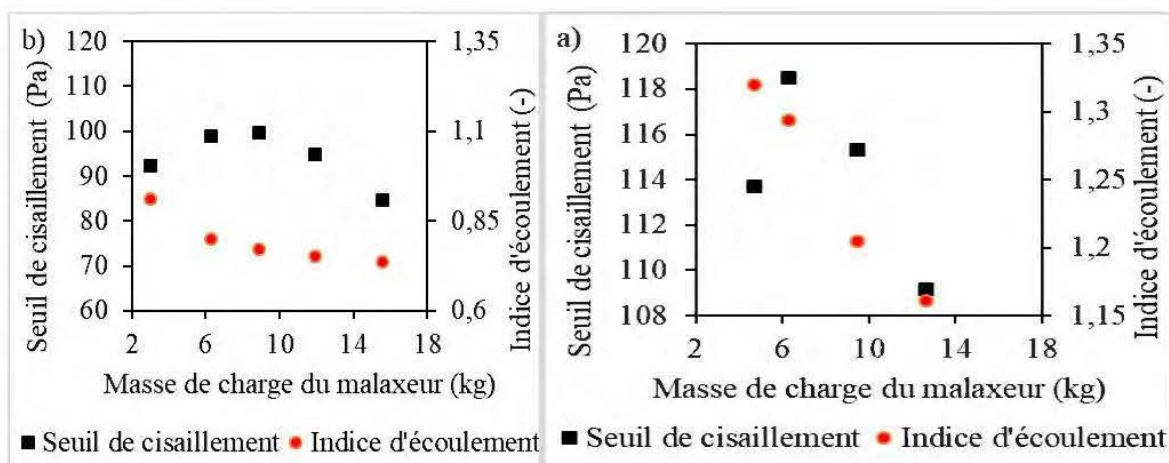 b)
120
110
100
90
80
70
60
Seuil de cisaillement (Pa)
1,35
1,1
0,85
0,6
Indice d'écoulement (-)
2 6 10 14 18
Masse de charge du malaxeur (kg)
Seuil de cisaillement Indice d'écoulement
a)
120
118
116
114
112
110
108
Seuil de cisaillement (Pa)
1,35
1,3
1,25
1,2
1,15
Indice d'écoulement (-)
2 6 10 14 18
Masse de charge du malaxeur (kg)
Seuil de cisaillement Indice d'écoulement